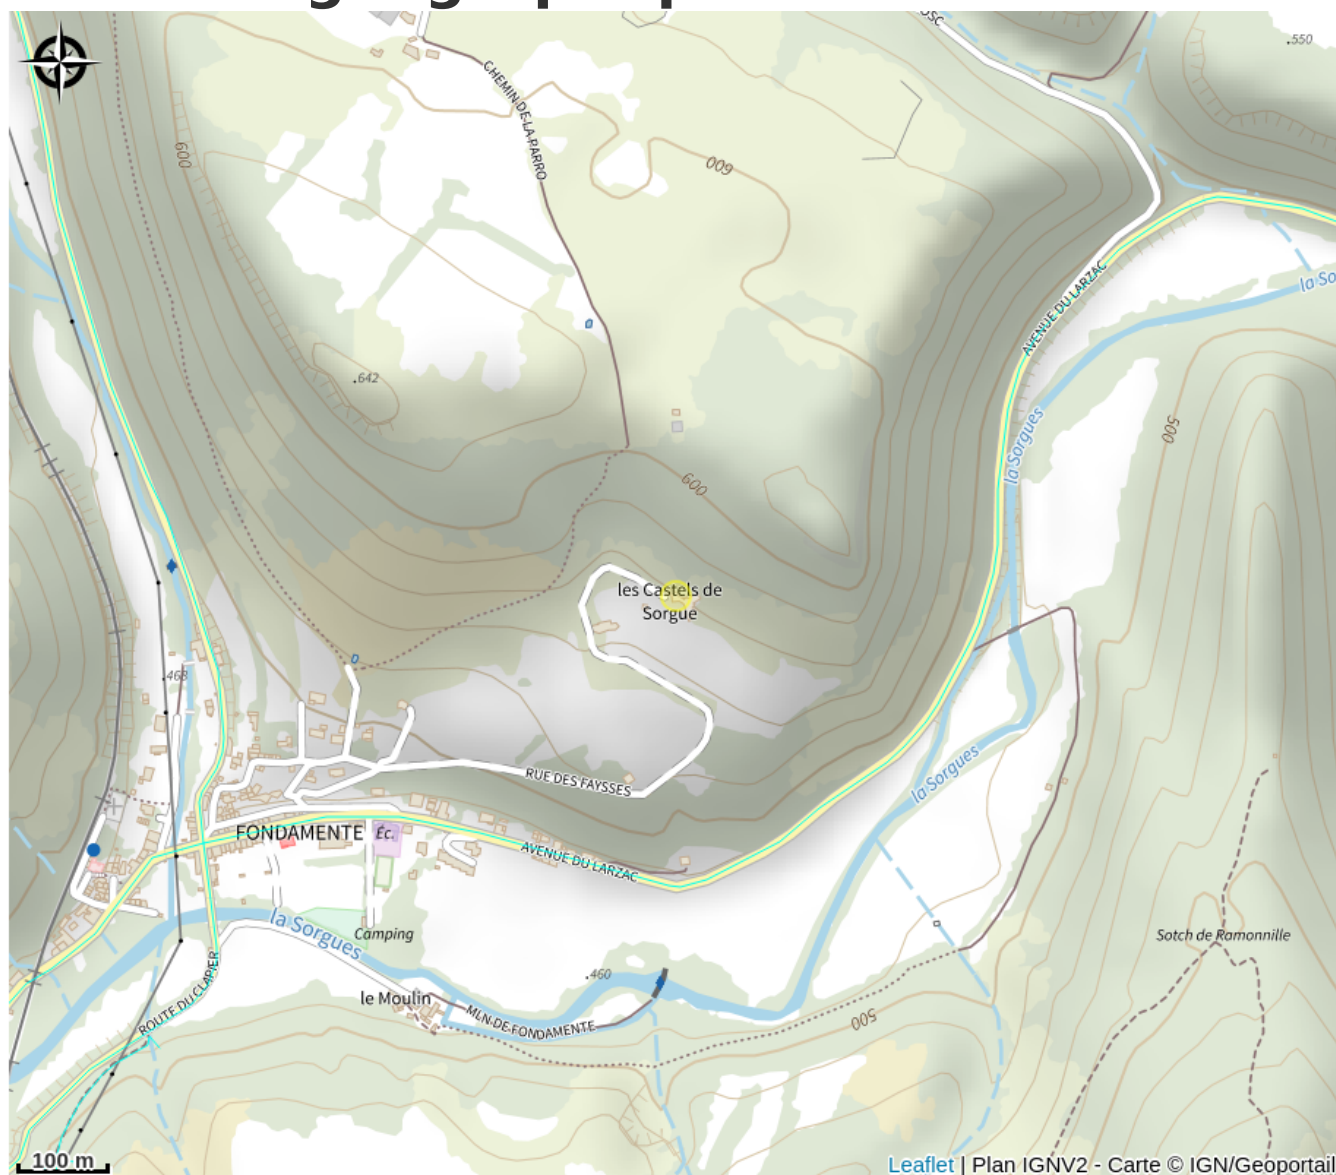 .550
CHEMIN DE LA PARRO
600
600
.642
AVENUE DU LARZAC
la So
la Sorgues
500
600
les Castels de
Sorgue
.468
la Sorgues
RUE DES FAYSSES
FONDAMENTE
Éc.
AVENUE DU LARZAC
la Sorgues
Camping
Sotch de Ramonnille
ROUTE DU CLAPIER
.460
le Moulin
MLN DE FONDAMENTE
500
100 m
Leaflet | Plan IGNV2 - Carte © IGN/Geoportail